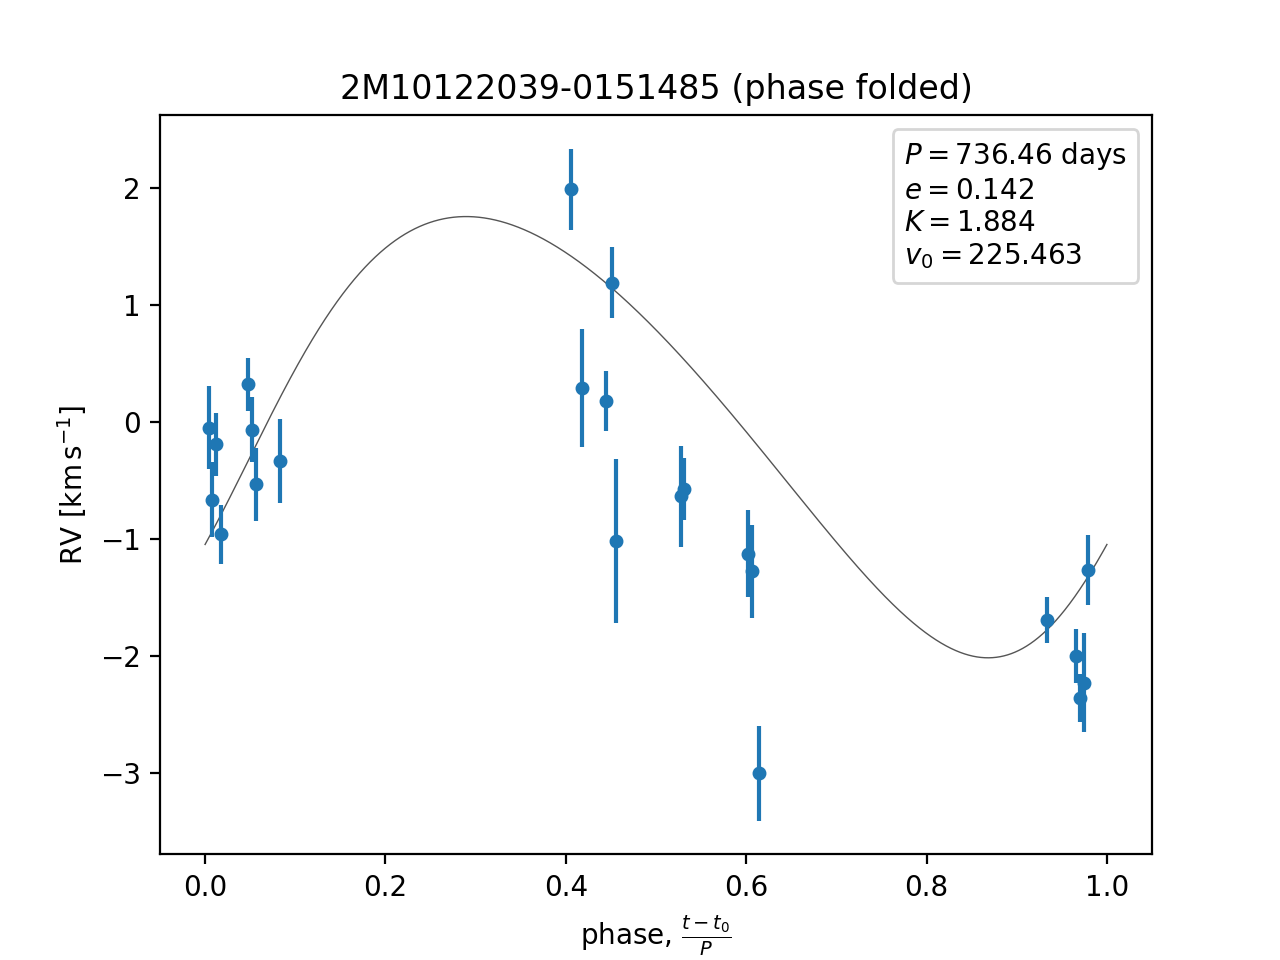 2M10122039-0151485 (phase folded)
P = 736.46 days
e = 0.142
K = 1.884
v₀ = 225.463
2
1
0
−1
−2
−3
RV [km s⁻¹]
0.0 0.2 0.4 0.6 0.8 1.0
phase, (t − t₀)/P